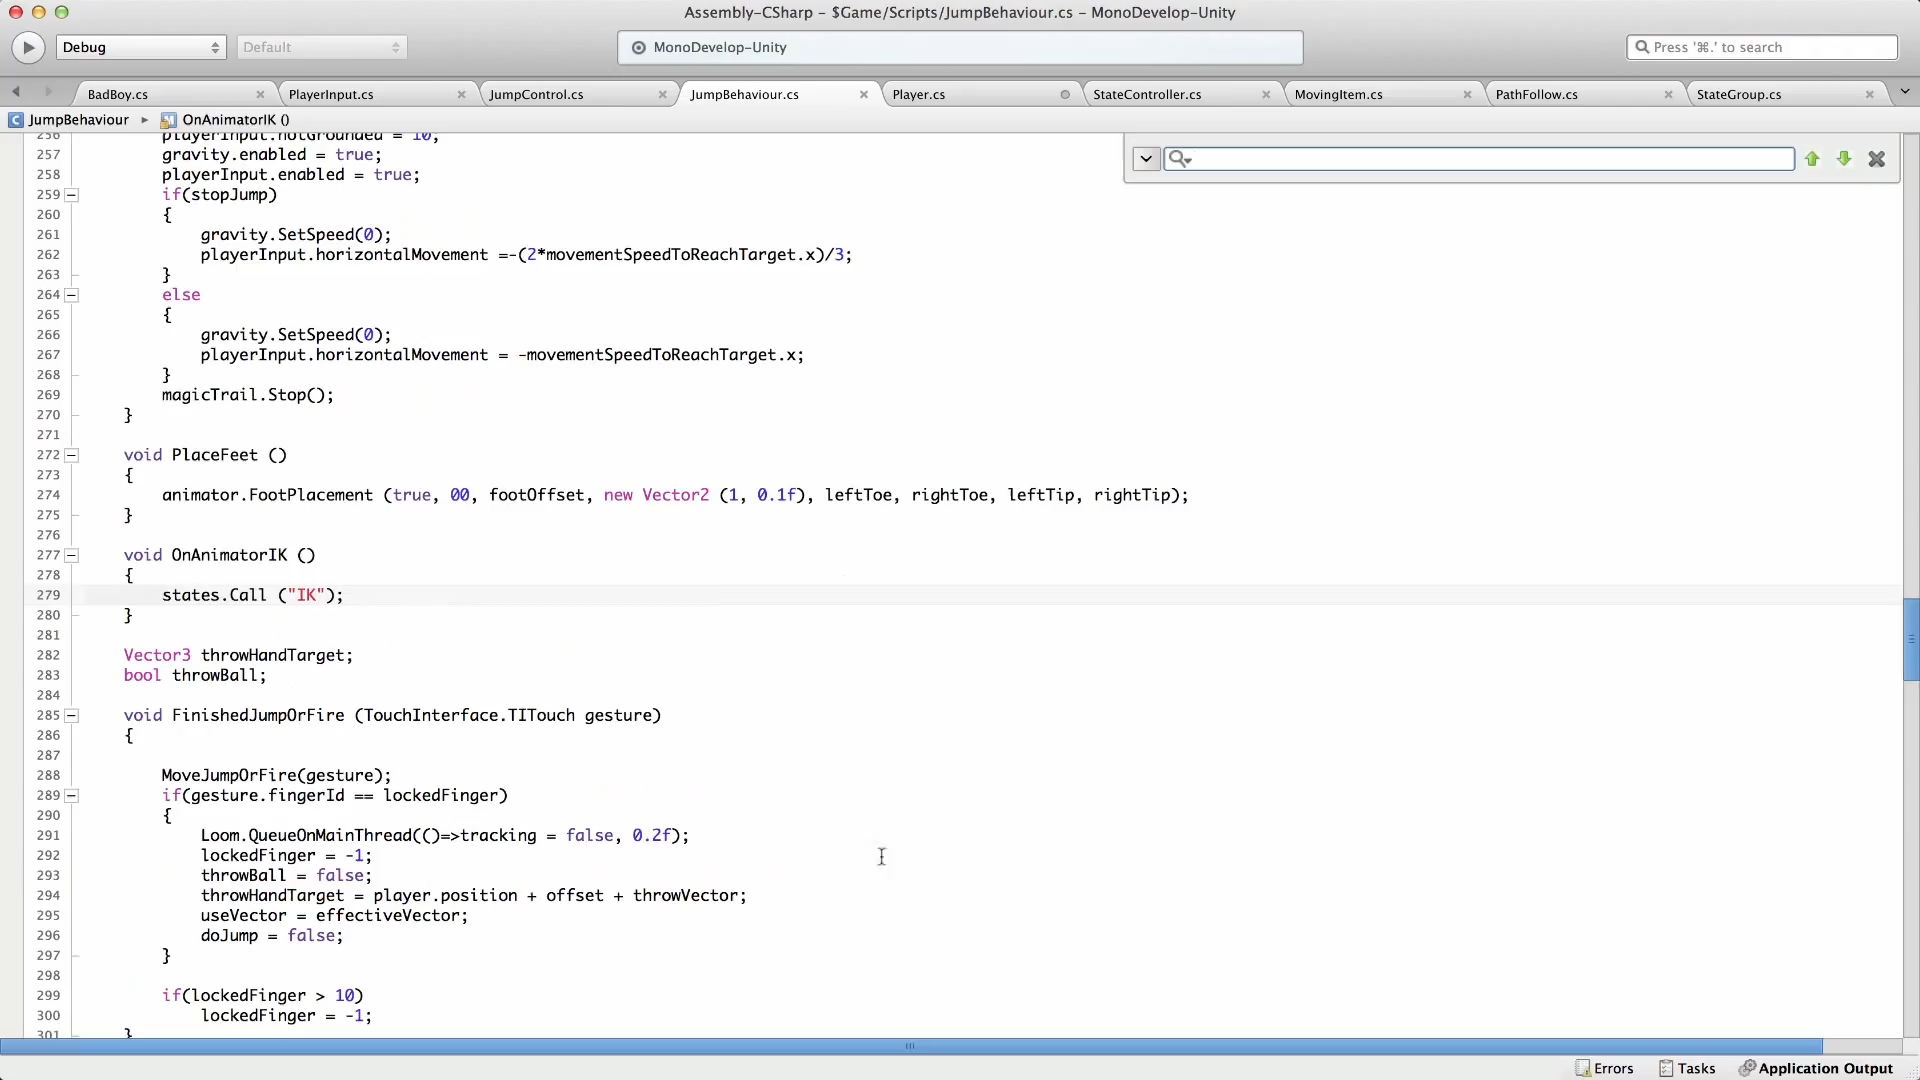 Assembly-CSharp – $Game/Scripts/JumpBehaviour.cs – MonoDevelop-Unity
Debug Default MonoDevelop-Unity Press '⌘.' to search
BadBoy.cs PlayerInput.cs JumpControl.cs JumpBehaviour.cs Player.cs StateController.cs MovingItem.cs PathFollow.cs StateGroup.cs
C JumpBehaviour ▸ OnAnimatorIK ()
256 playerInput.notGrounded = 10;
257 gravity.enabled = true;
258 playerInput.enabled = true;
259 if(stopJump)
260 {
261 gravity.SetSpeed(0);
262 playerInput.horizontalMovement =-(2*movementSpeedToReachTarget.x)/3;
263 }
264 else
265 {
266 gravity.SetSpeed(0);
267 playerInput.horizontalMovement = -movementSpeedToReachTarget.x;
268 }
269 magicTrail.Stop();
270 }
271
272 void PlaceFeet ()
273 {
274 animator.FootPlacement (true, 00, footOffset, new Vector2 (1, 0.1f), leftToe, rightToe, leftTip, rightTip);
275 }
276
277 void OnAnimatorIK ()
278 {
279 states.Call ("IK");
280 }
281
282 Vector3 throwHandTarget;
283 bool throwBall;
284
285 void FinishedJumpOrFire (TouchInterface.TITouch gesture)
286 {
287
288 MoveJumpOrFire(gesture);
289 if(gesture.fingerId == lockedFinger)
290 {
291 Loom.QueueOnMainThread(()=>tracking = false, 0.2f);
292 lockedFinger = -1;
293 throwBall = false;
294 throwHandTarget = player.position + offset + throwVector;
295 useVector = effectiveVector;
296 doJump = false;
297 }
298
299 if(lockedFinger > 10)
300 lockedFinger = -1;
301 }
Errors Tasks Application Output